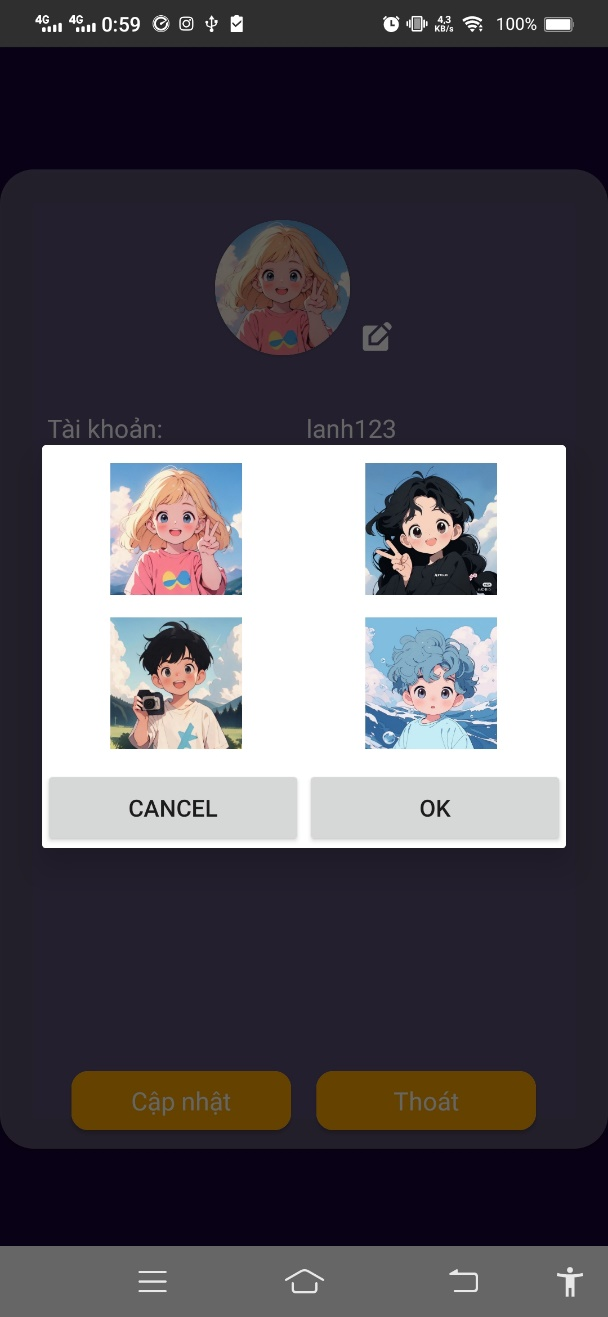 4G 4G 0:59 4,3 KB/s 100%
Tài khoản: lanh123
CANCEL OK
Cập nhật Thoát